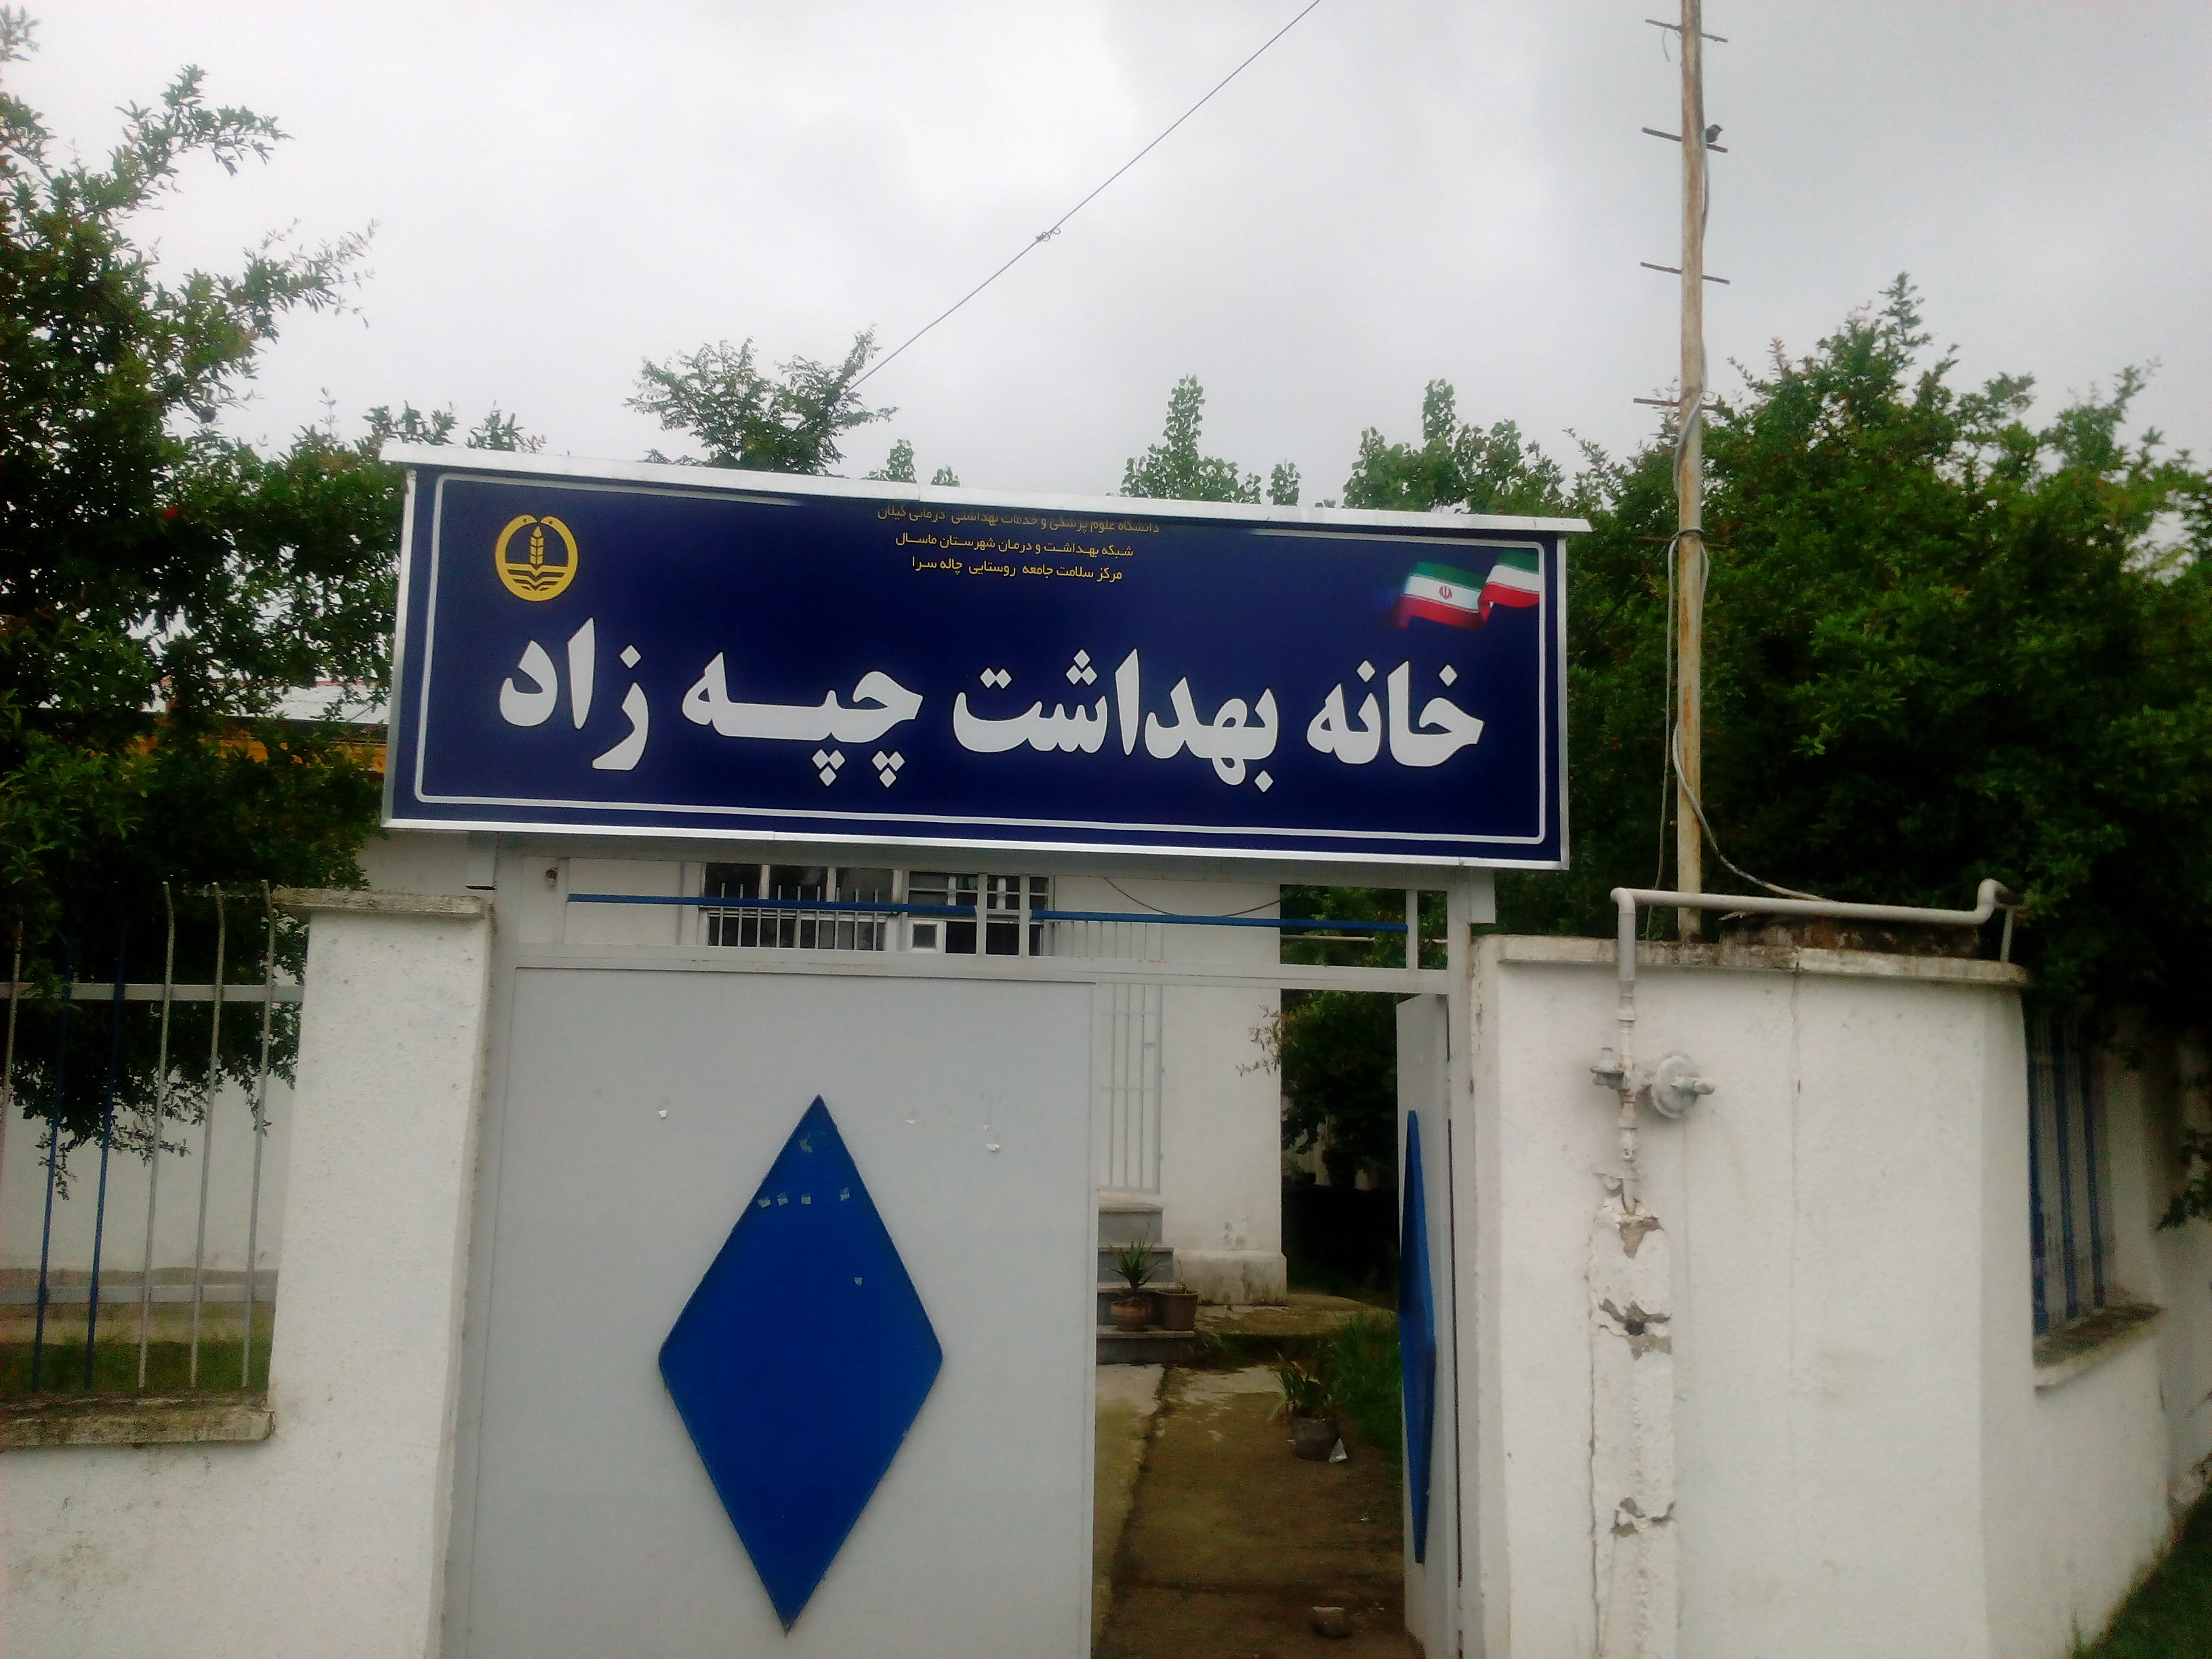 دانشگاه علوم پزشکی و خدمات بهداشتی درمانی گیلان
شبکه بهداشت و درمان شهرستان ماسال
مرکز سلامت جامعه روستایی چاله سرا
خانه بهداشت چپه زاد